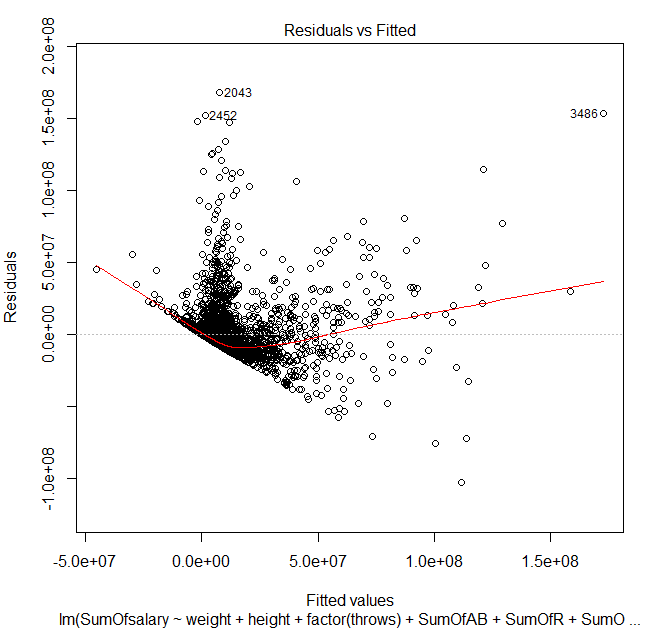 Residuals vs Fitted
2.0e+08
1.5e+08
1.0e+08
5.0e+07
0.0e+00
-1.0e+08
Residuals
2043
2452
3486
-5.0e+07 0.0e+00 5.0e+07 1.0e+08 1.5e+08
Fitted values
lm(SumOfsalary ~ weight + height + factor(throws) + SumOfAB + SumOfR + SumO ...